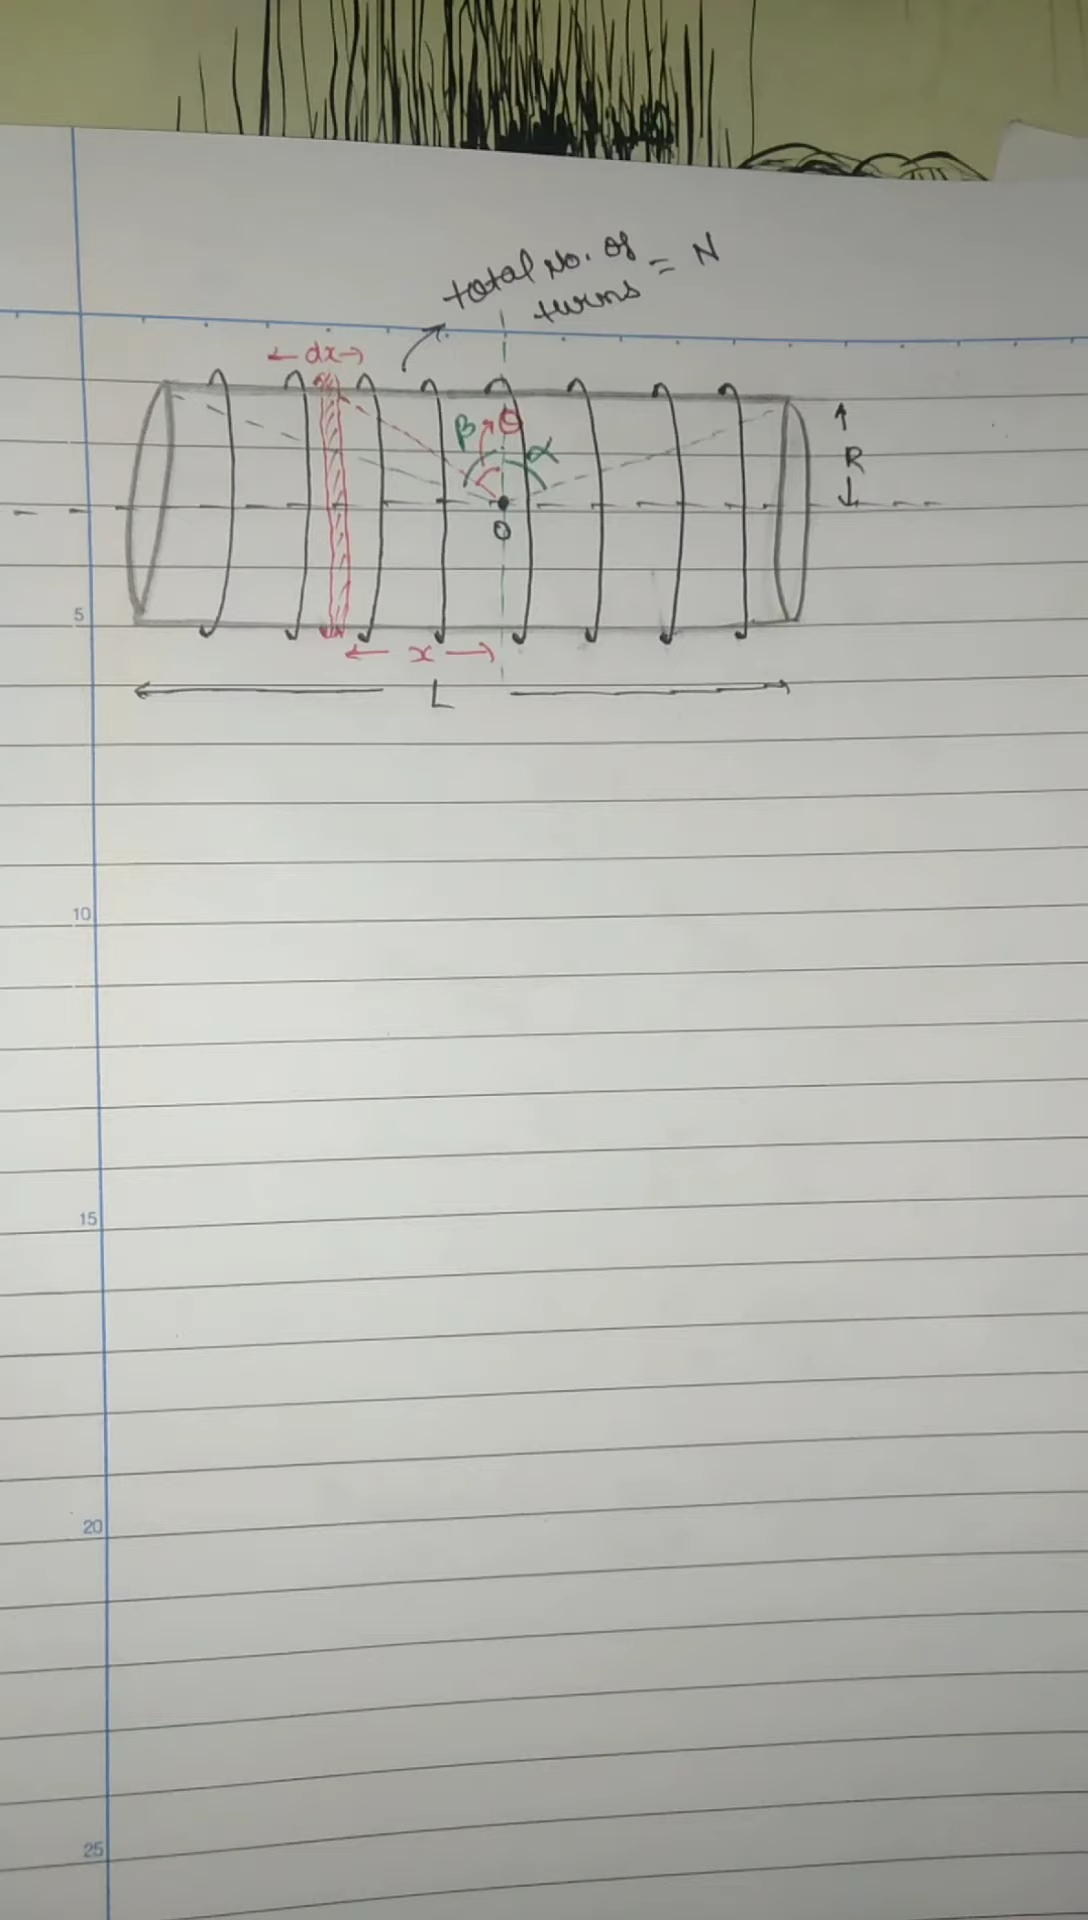 total No. of = N
turns
dx
β θ α
R
O
5
x
L
10
15
20
25